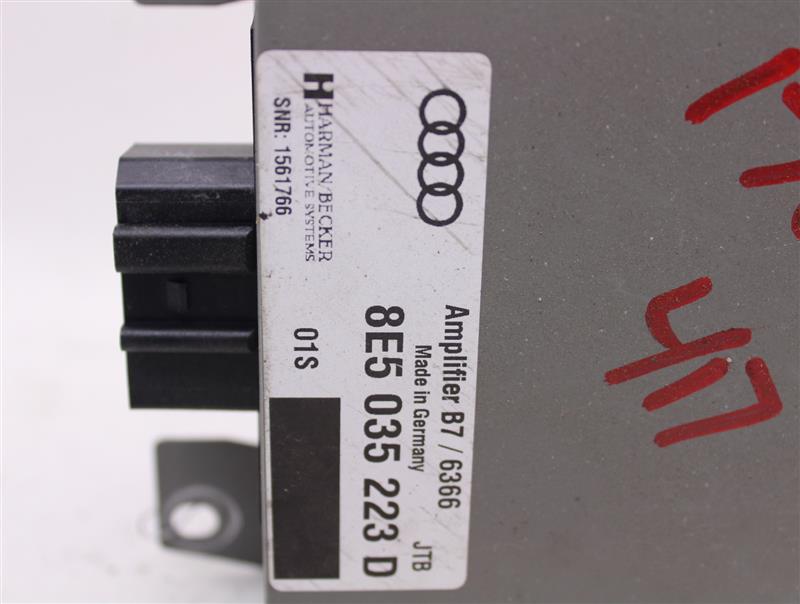 HARMAN/BECKER
AUTOMOTIVE SYSTEMS
SNR: 1561766
Amplifier B7 / 6366
Made in Germany JTB
8E5 035 223 D
01S